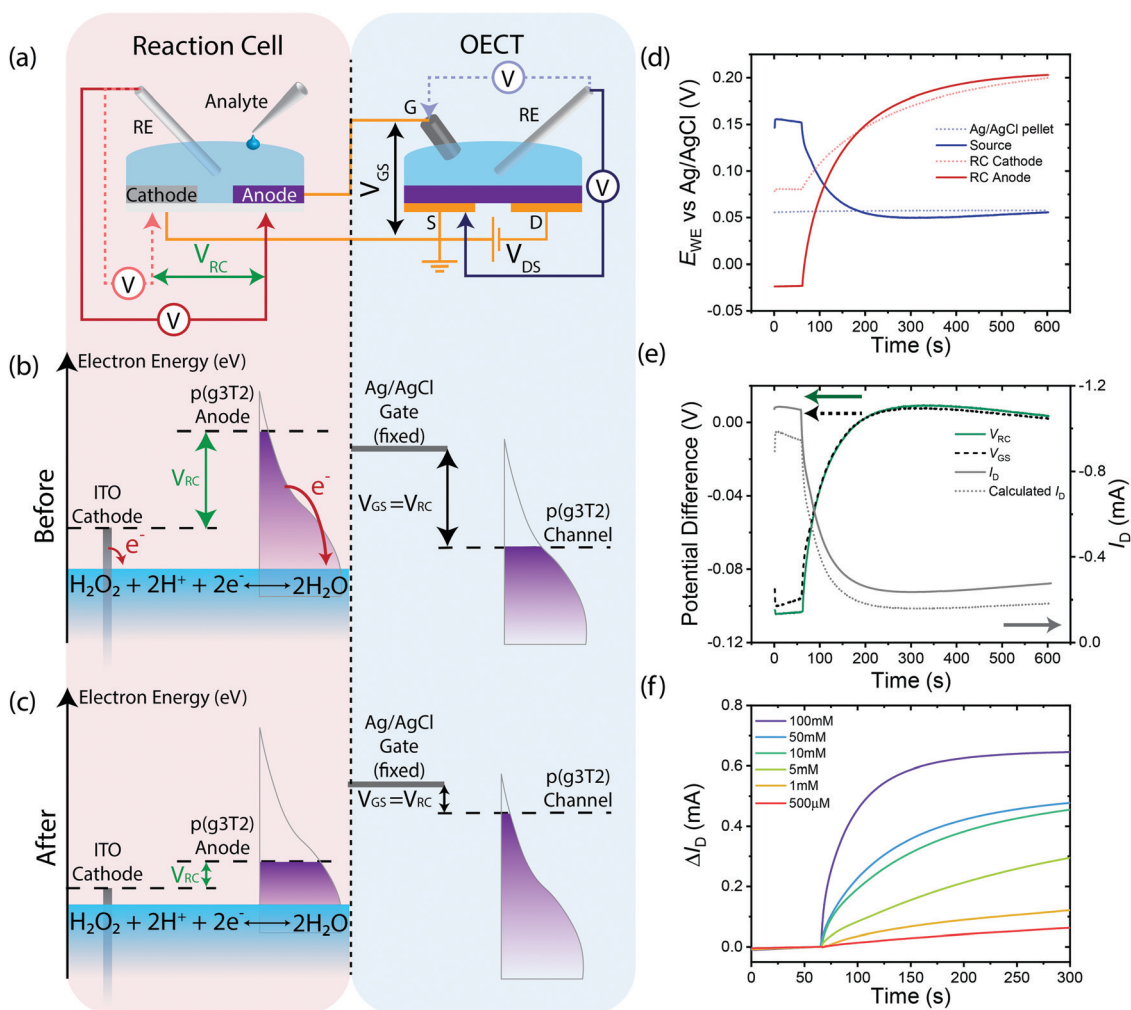 Reaction Cell
OECT
(a)
Analyte
RE
Cathode
Anode
V
V
V_RC
G
V
RE
V_GS
V
S
D
V_DS
(b)
Electron Energy (eV)
p(g3T2)
Anode
Ag/AgCl
Gate
(fixed)
V_RC
e⁻
V_GS=V_RC
ITO
Cathode
e⁻
p(g3T2)
Channel
Before
H₂O₂ + 2H⁺ + 2e⁻ ⟷ 2H₂O
(c)
Electron Energy (eV)
Ag/AgCl
Gate
(fixed)
p(g3T2)
Anode
V_GS=V_RC
p(g3T2)
Channel
ITO
Cathode
V_RC
After
H₂O₂ + 2H⁺ + 2e⁻ ⟷ 2H₂O
(d)
E_WE vs Ag/AgCl (V)
0.20
0.15
0.10
0.05
0.00
-0.05
Ag/AgCl pellet
Source
RC Cathode
RC Anode
0 100 200 300 400 500 600
Time (s)
(e)
Potential Difference (V)
0.00
-0.04
-0.08
-0.12
V_RC
V_GS
I_D
Calculated I_D
-1.2
-0.8
-0.4
0.0
I_D (mA)
0 100 200 300 400 500 600
Time (s)
(f)
ΔI_D (mA)
0.8
0.6
0.4
0.2
0.0
100mM
50mM
10mM
5mM
1mM
500μM
0 50 100 150 200 250 300
Time (s)